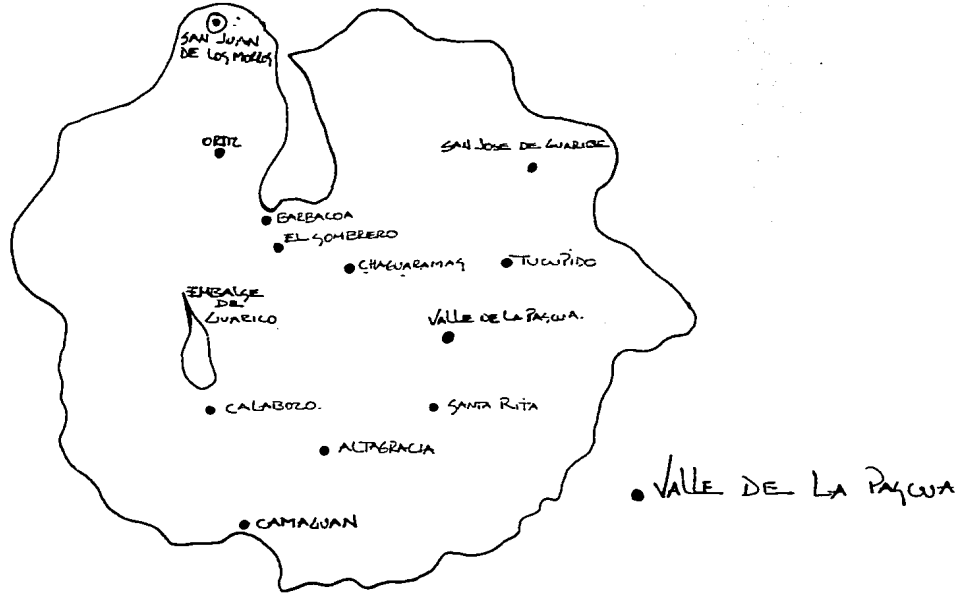 SAN JUAN
DE LOS MORROS
ORTIZ
SAN JOSE DE GUARIBE
BARBACOA
EL SOMBRERO
CHAGUARAMAS
TUCUPIDO
EMBALSE
DE
GUARICO
VALLE DE LA PASCUA.
CALABOZO.
SANTA RITA
ALTAGRACIA
VALLE DE LA PASCUA
CAMAGUAN